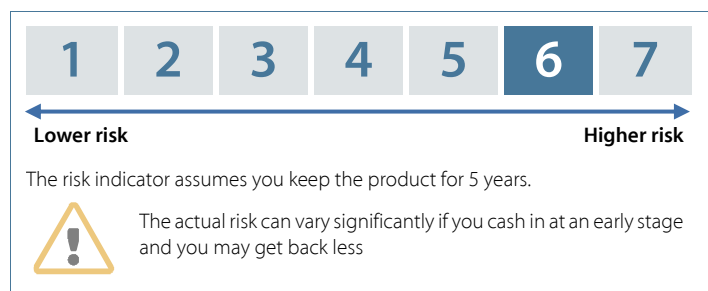 1 2 3 4 5 6 7
Lower risk Higher risk
The risk indicator assumes you keep the product for 5 years.
The actual risk can vary significantly if you cash in at an early stage
and you may get back less